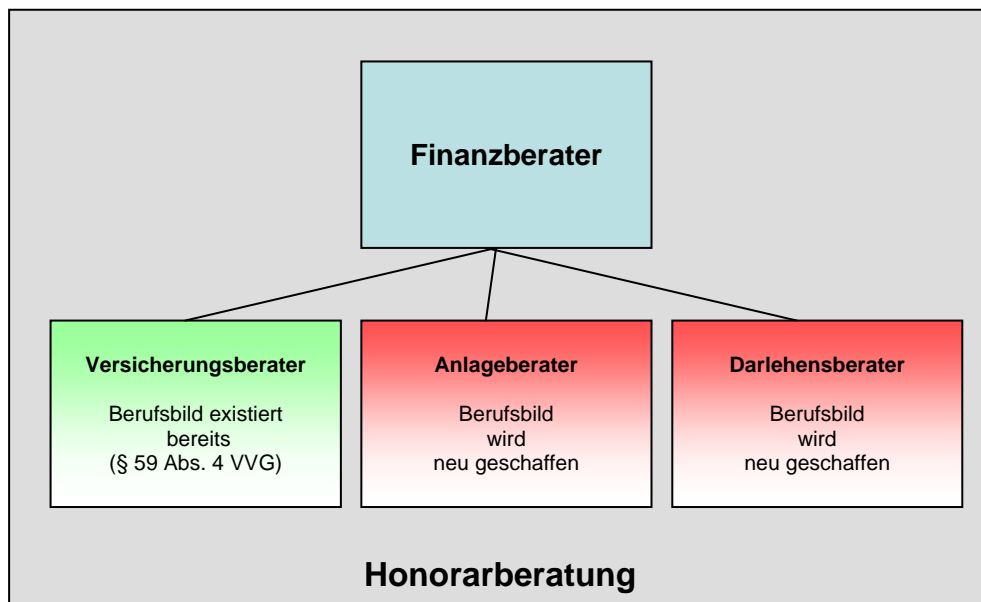 Finanzberater
Versicherungsberater
Berufsbild existiert
bereits
(§ 59 Abs. 4 VVG)
Anlageberater
Berufsbild
wird
neu geschaffen
Darlehensberater
Berufsbild
wird
neu geschaffen
Honorarberatung